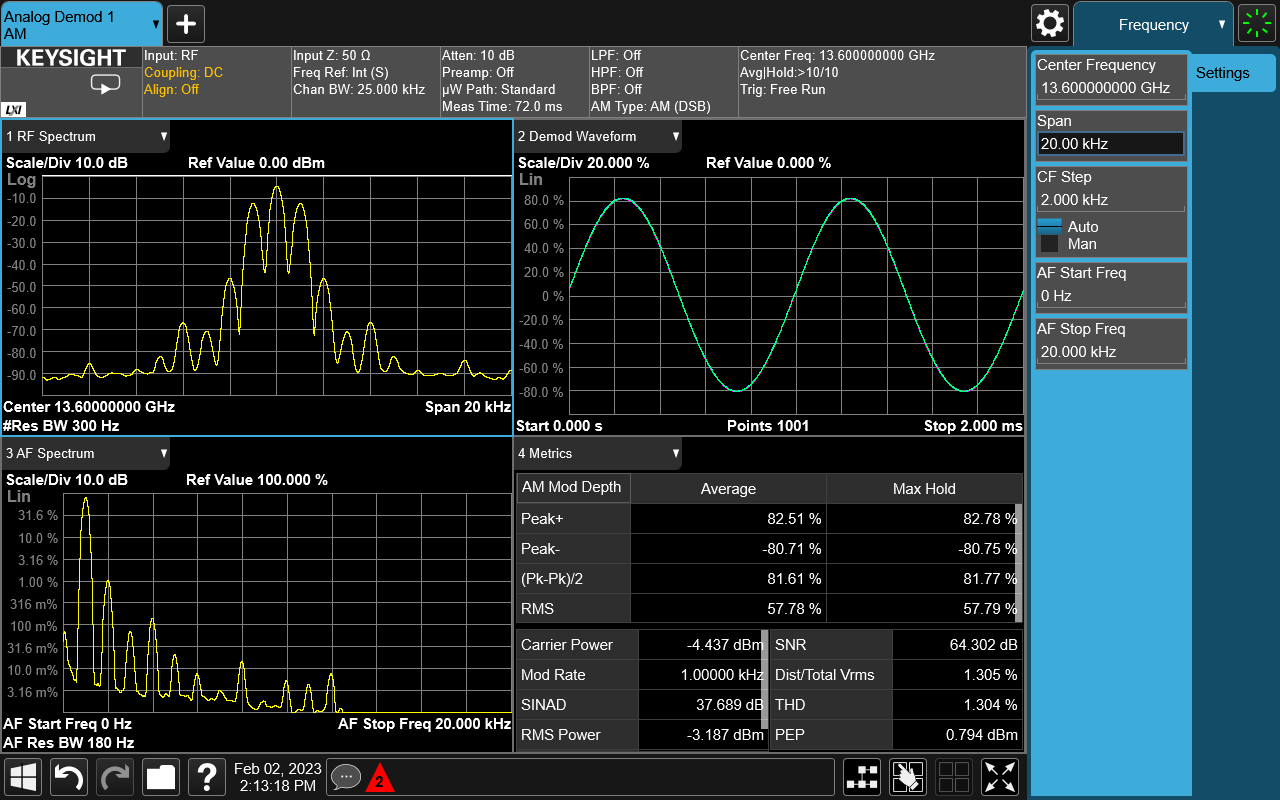 Analog Demod 1
AM
Frequency
KEYSIGHT
LXI
Input: RF
Coupling: DC
Align: Off
Input Z: 50 Ω
Freq Ref: Int (S)
Chan BW: 25.000 kHz
Atten: 10 dB
Preamp: Off
µW Path: Standard
Meas Time: 72.0 ms
LPF: Off
HPF: Off
BPF: Off
AM Type: AM (DSB)
Center Freq: 13.600000000 GHz
Avg|Hold:>10/10
Trig: Free Run
Center Frequency
13.600000000 GHz
Settings
Span
20.00 kHz
CF Step
2.000 kHz
Auto
Man
AF Start Freq
0 Hz
AF Stop Freq
20.000 kHz
1 RF Spectrum
Scale/Div 10.0 dB
Ref Value 0.00 dBm
Log
-10.0
-20.0
-30.0
-40.0
-50.0
-60.0
-70.0
-80.0
-90.0
Center 13.60000000 GHz
Span 20 kHz
#Res BW 300 Hz
2 Demod Waveform
Scale/Div 20.000 %
Ref Value 0.000 %
Lin
80.0 %
60.0 %
40.0 %
20.0 %
0 %
-20.0 %
-40.0 %
-60.0 %
-80.0 %
Start 0.000 s
Points 1001
Stop 2.000 ms
3 AF Spectrum
Scale/Div 10.0 dB
Ref Value 100.000 %
Lin
31.6 %
10.0 %
3.16 %
1.00 %
316 m%
100 m%
31.6 m%
10.0 m%
3.16 m%
AF Start Freq 0 Hz
AF Stop Freq 20.000 kHz
AF Res BW 180 Hz
4 Metrics
AM Mod Depth Average Max Hold
Peak+ 82.51 % 82.78 %
Peak- -80.71 % -80.75 %
(Pk-Pk)/2 81.61 % 81.77 %
RMS 57.78 % 57.79 %
Carrier Power -4.437 dBm SNR 64.302 dB
Mod Rate 1.00000 kHz Dist/Total Vrms 1.305 %
SINAD 37.689 dB THD 1.304 %
RMS Power -3.187 dBm PEP 0.794 dBm
Feb 02, 2023
2:13:18 PM
2